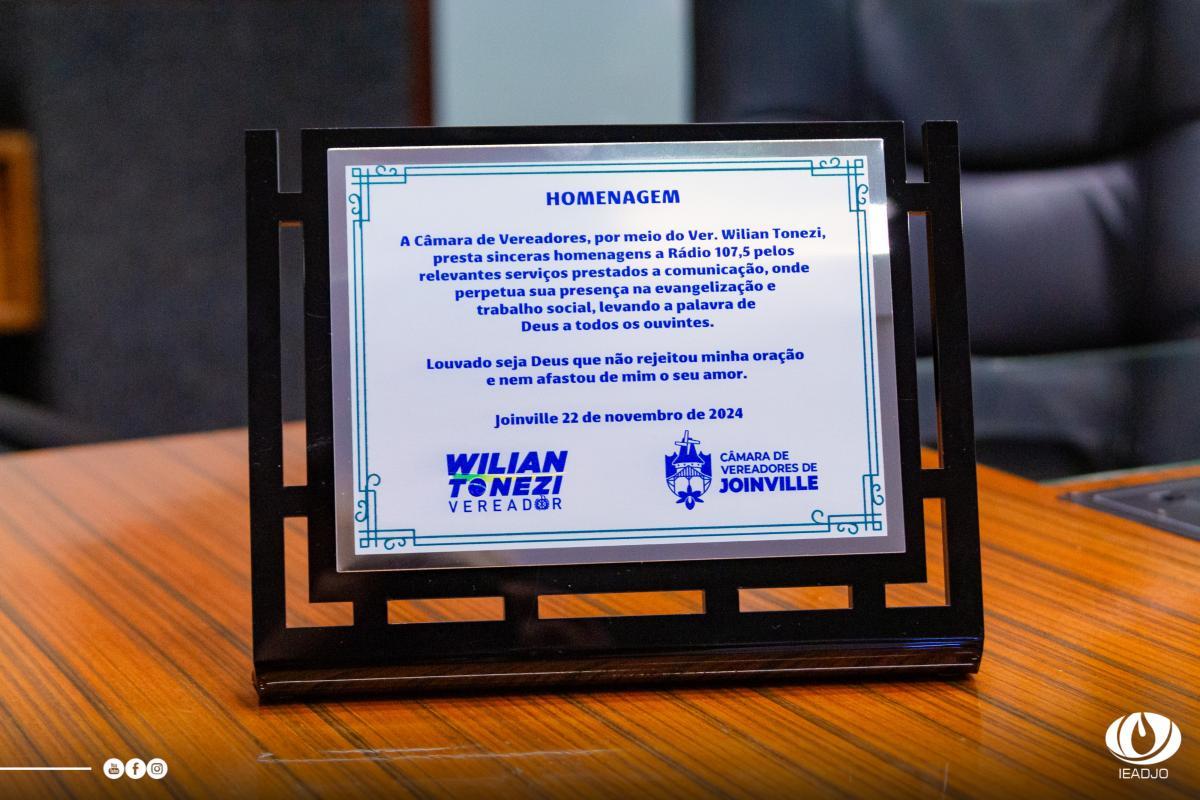 HOMENAGEM
A Câmara de Vereadores, por meio do Ver. Wilian Tonezi,
presta sinceras homenagens a Rádio 107,5 pelos
relevantes serviços prestados a comunicação, onde
perpetua sua presença na evangelização e
trabalho social, levando a palavra de
Deus a todos os ouvintes.
Louvado seja Deus que não rejeitou minha oração
e nem afastou de mim o seu amor.
Joinville 22 de novembro de 2024
WILIAN
TONEZI
VEREADOR
CÂMARA DE
VEREADORES DE
JOINVILLE
IEADJO